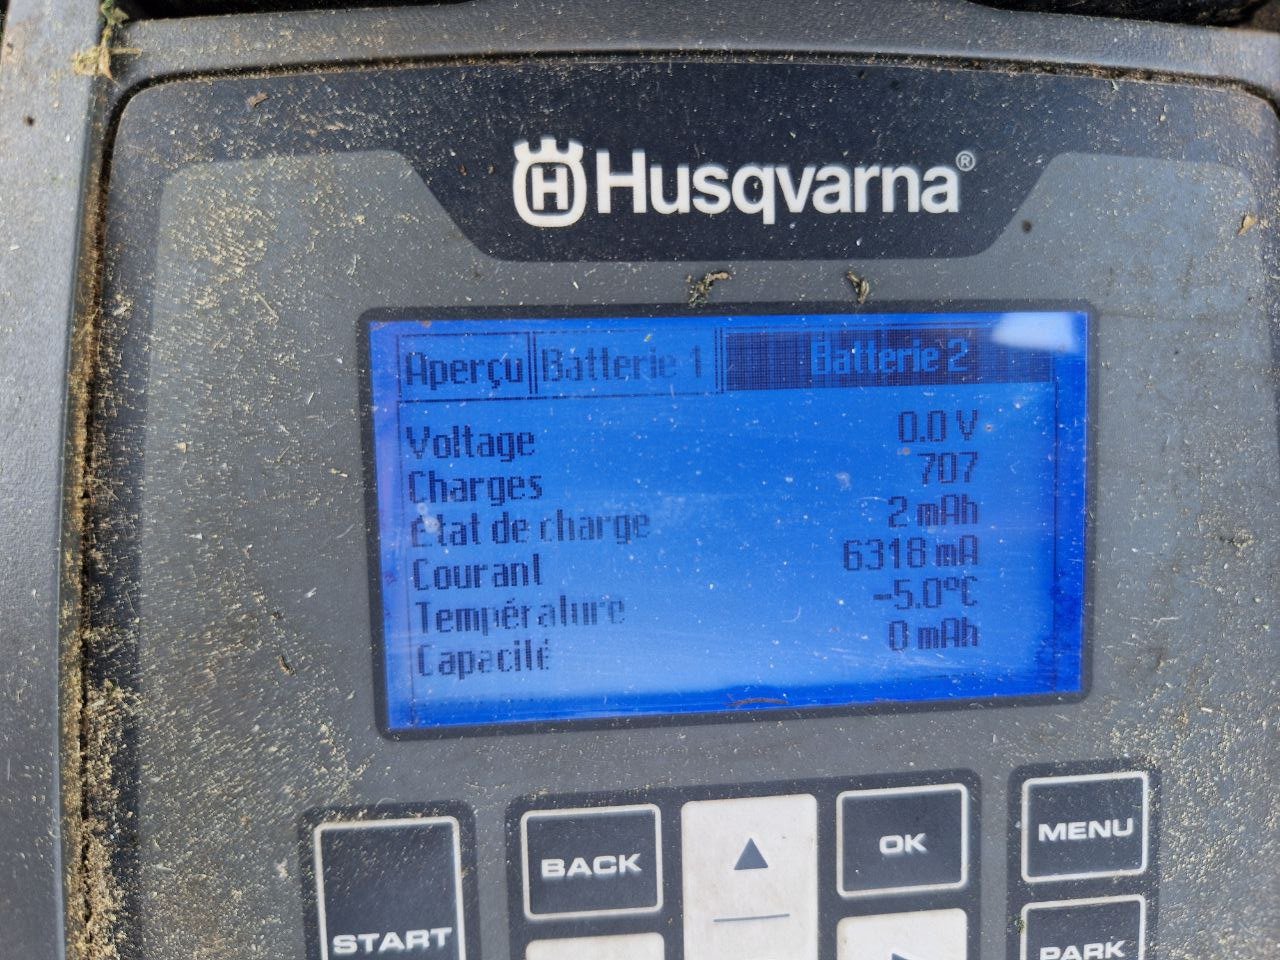 H Husqvarna®
Aperçu Batterie 1 Batterie 2
Voltage 0.0 V
Charges 707
État de charge 2 mAh
Courant 6318 mA
Température -5.0°C
Capacité 0 mAh
START BACK OK MENU
PARK